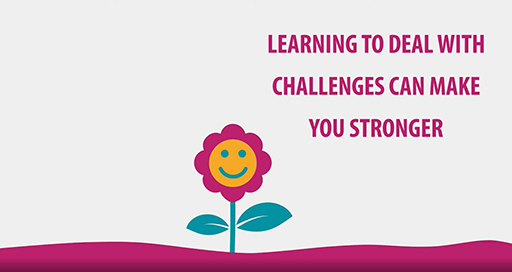 LEARNING TO DEAL WITH
CHALLENGES CAN MAKE
YOU STRONGER